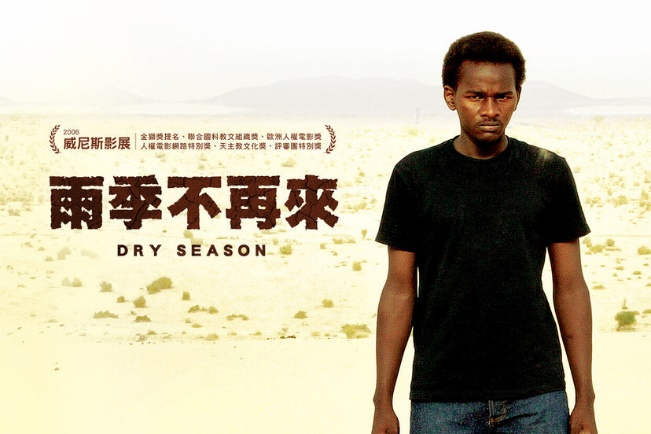 2006
威尼斯影展
金獅獎提名、聯合國科教文組織獎、歐洲人權電影獎
人權電影網路特別獎、天主教文化獎、評審團特別獎
雨季不再來
DRY SEASON